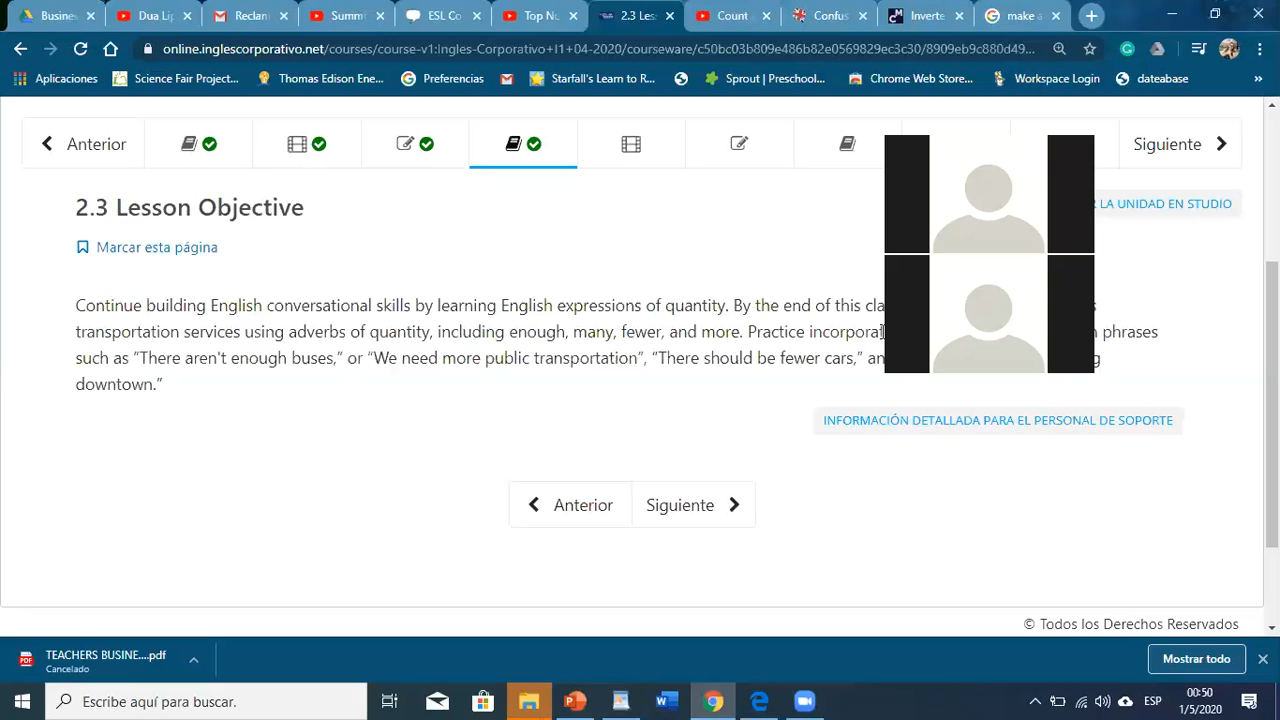 Busines
Dua Lip
Reclam
Summ
ESL Co
Top No
2.3 Les
Count
Confus
Inverte
make a
online.inglescorporativo.net/courses/course-v1:Ingles-Corporativo+I1+04-2020/courseware/c50bc03b809e486b82e0569829ec3c30/8909eb9c880d49...
Aplicaciones
Science Fair Project...
Thomas Edison Ene...
Preferencias
Starfall's Learn to R...
Sprout | Preschool...
Chrome Web Store...
Workspace Login
dateabase
»
Anterior
Siguiente
2.3 Lesson Objective
LA UNIDAD EN STUDIO
Marcar esta página
Continue building English conversational skills by learning English expressions of quantity. By the end of this
transportation services using adverbs of quantity, including enough, many, fewer, and more. Practice phrases
such as “There aren't enough buses,” or “We need more public transportation”, “There should be fewer cars,”
downtown.”
INFORMACIÓN DETALLADA PARA EL PERSONAL DE SOPORTE
Anterior
Siguiente
© Todos los Derechos Reservados
TEACHERS BUSINE....pdf
Cancelado
Mostrar todo
Escribe aquí para buscar.
ESP
00:50
1/5/2020